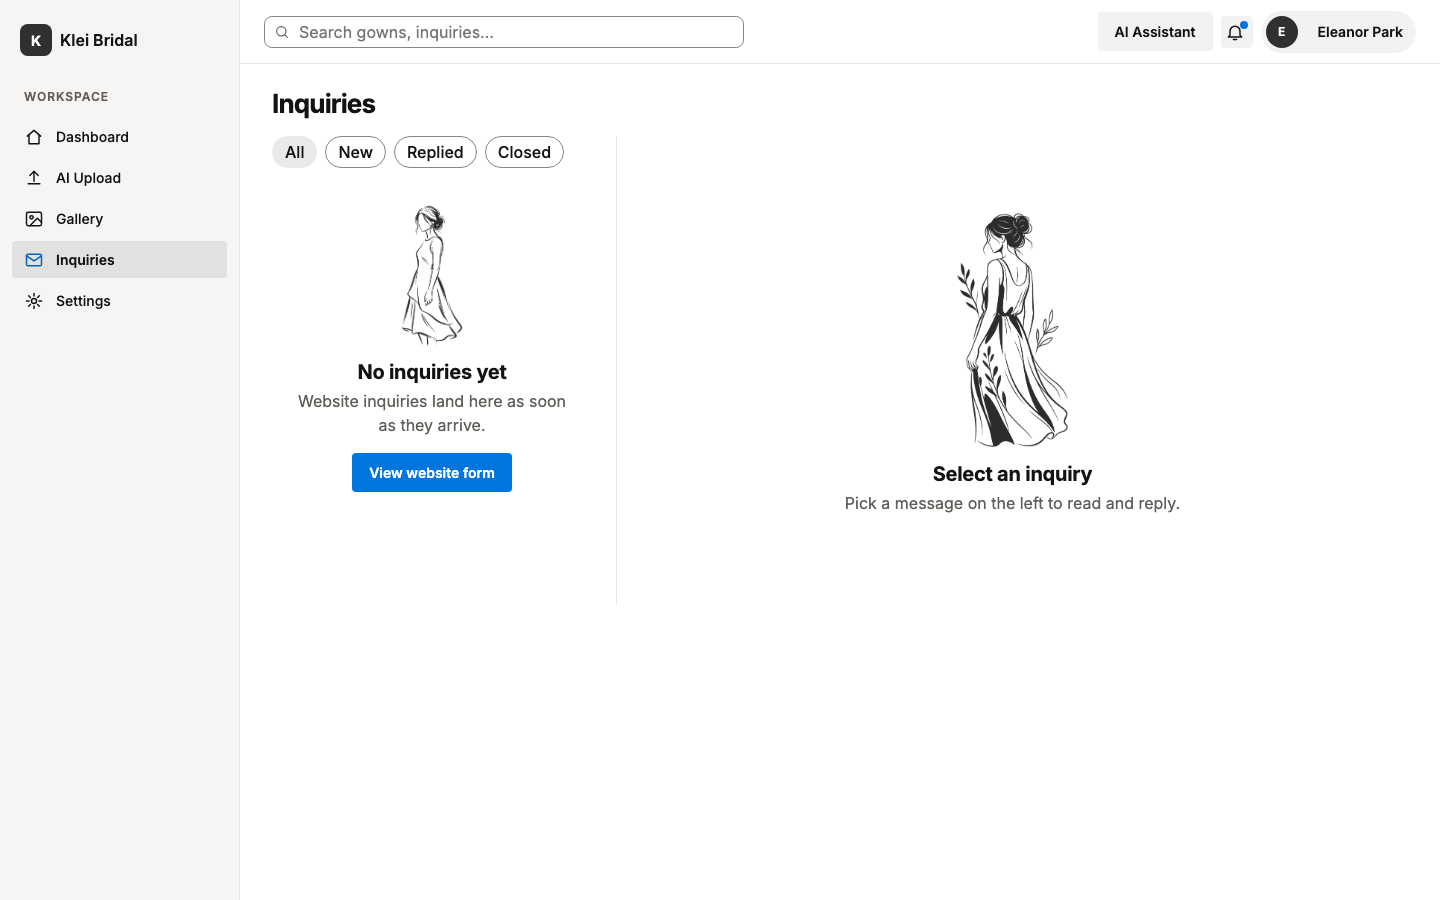 K
Klei Bridal
WORKSPACE
Dashboard
AI Upload
Gallery
Inquiries
Settings
Search gowns, inquiries...
AI Assistant
E
Eleanor Park
Inquiries
All
New
Replied
Closed
No inquiries yet
Website inquiries land here as soon
as they arrive.
View website form
Select an inquiry
Pick a message on the left to read and reply.